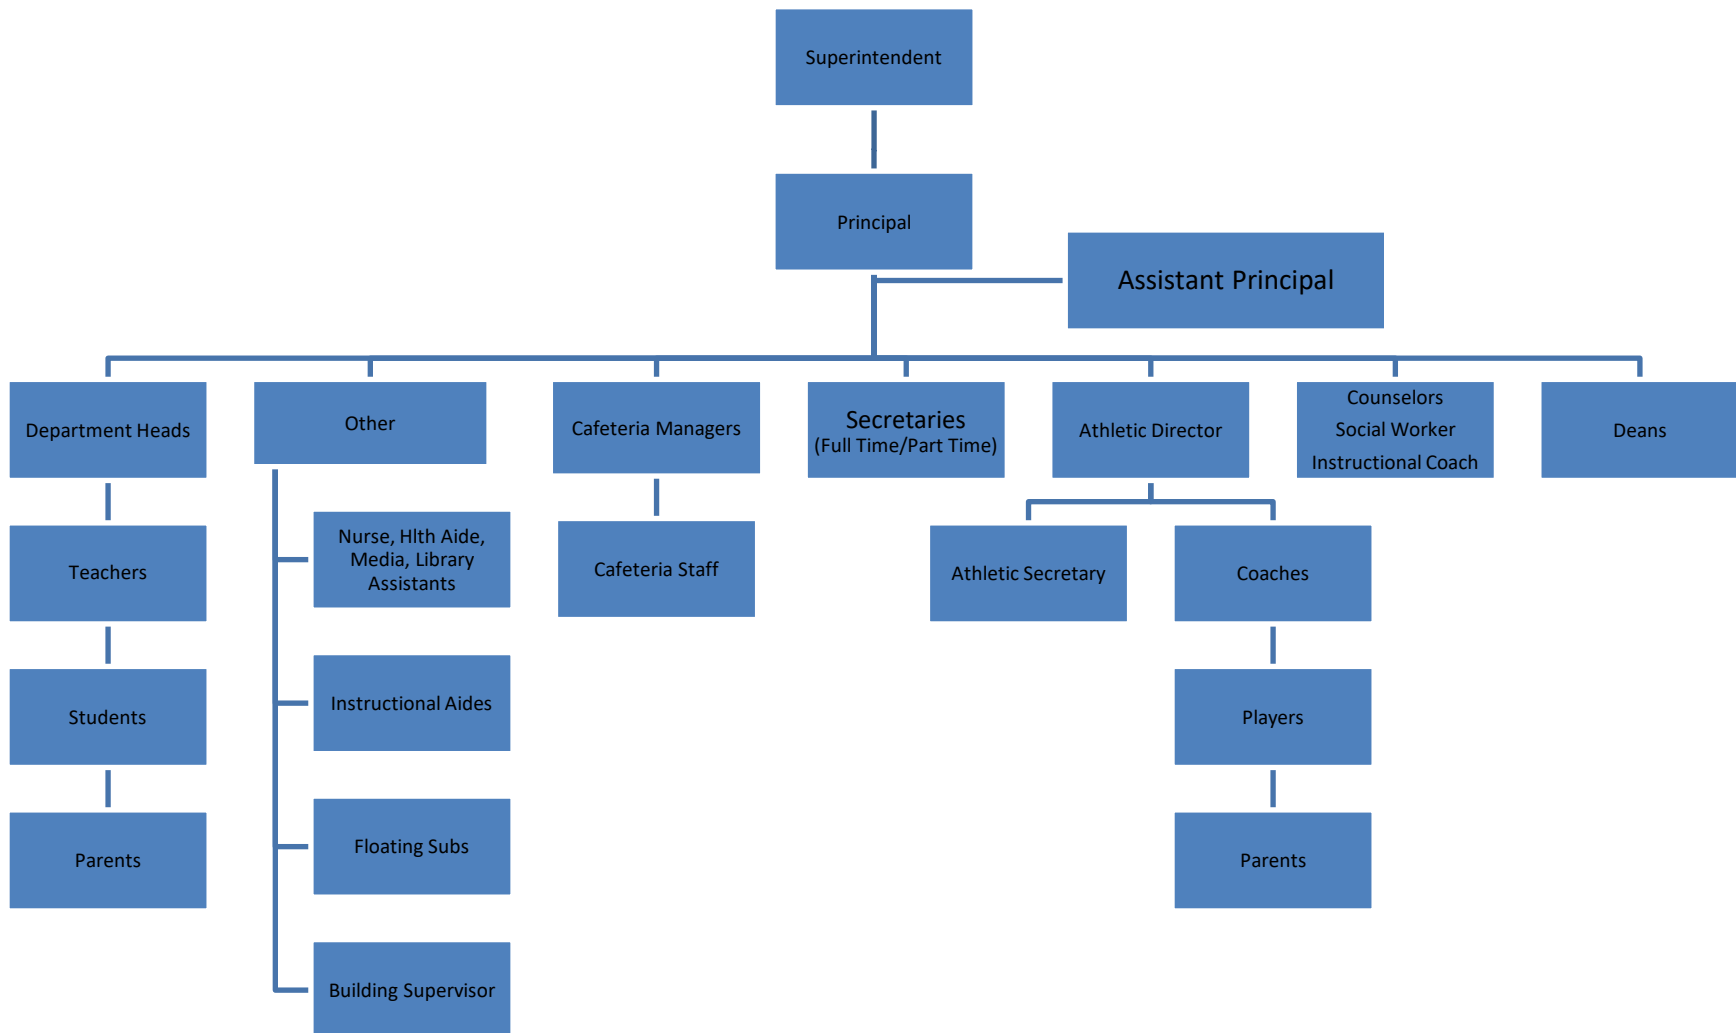 Superintendent
Principal
Assistant Principal
Department Heads
Other
Cafeteria Managers
Secretaries
(Full Time/Part Time)
Athletic Director
Counselors
Social Worker
Instructional Coach
Deans
Teachers
Nurse, Hlth Aide,
Media, Library
Assistants
Cafeteria Staff
Athletic Secretary
Coaches
Students
Instructional Aides
Players
Parents
Floating Subs
Parents
Building Supervisor